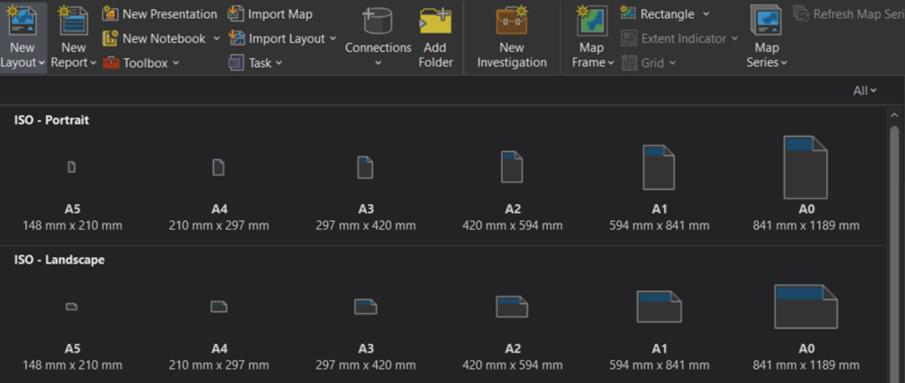 New Layout
New Report
New Presentation
New Notebook
Toolbox
Import Map
Import Layout
Task
Connections
Add Folder
New Investigation
Map Frame
Rectangle
Extent Indicator
Grid
Map Series
Refresh Map Seri
All
ISO - Portrait
A5
148 mm x 210 mm
A4
210 mm x 297 mm
A3
297 mm x 420 mm
A2
420 mm x 594 mm
A1
594 mm x 841 mm
A0
841 mm x 1189 mm
ISO - Landscape
A5
148 mm x 210 mm
A4
210 mm x 297 mm
A3
297 mm x 420 mm
A2
420 mm x 594 mm
A1
594 mm x 841 mm
A0
841 mm x 1189 mm